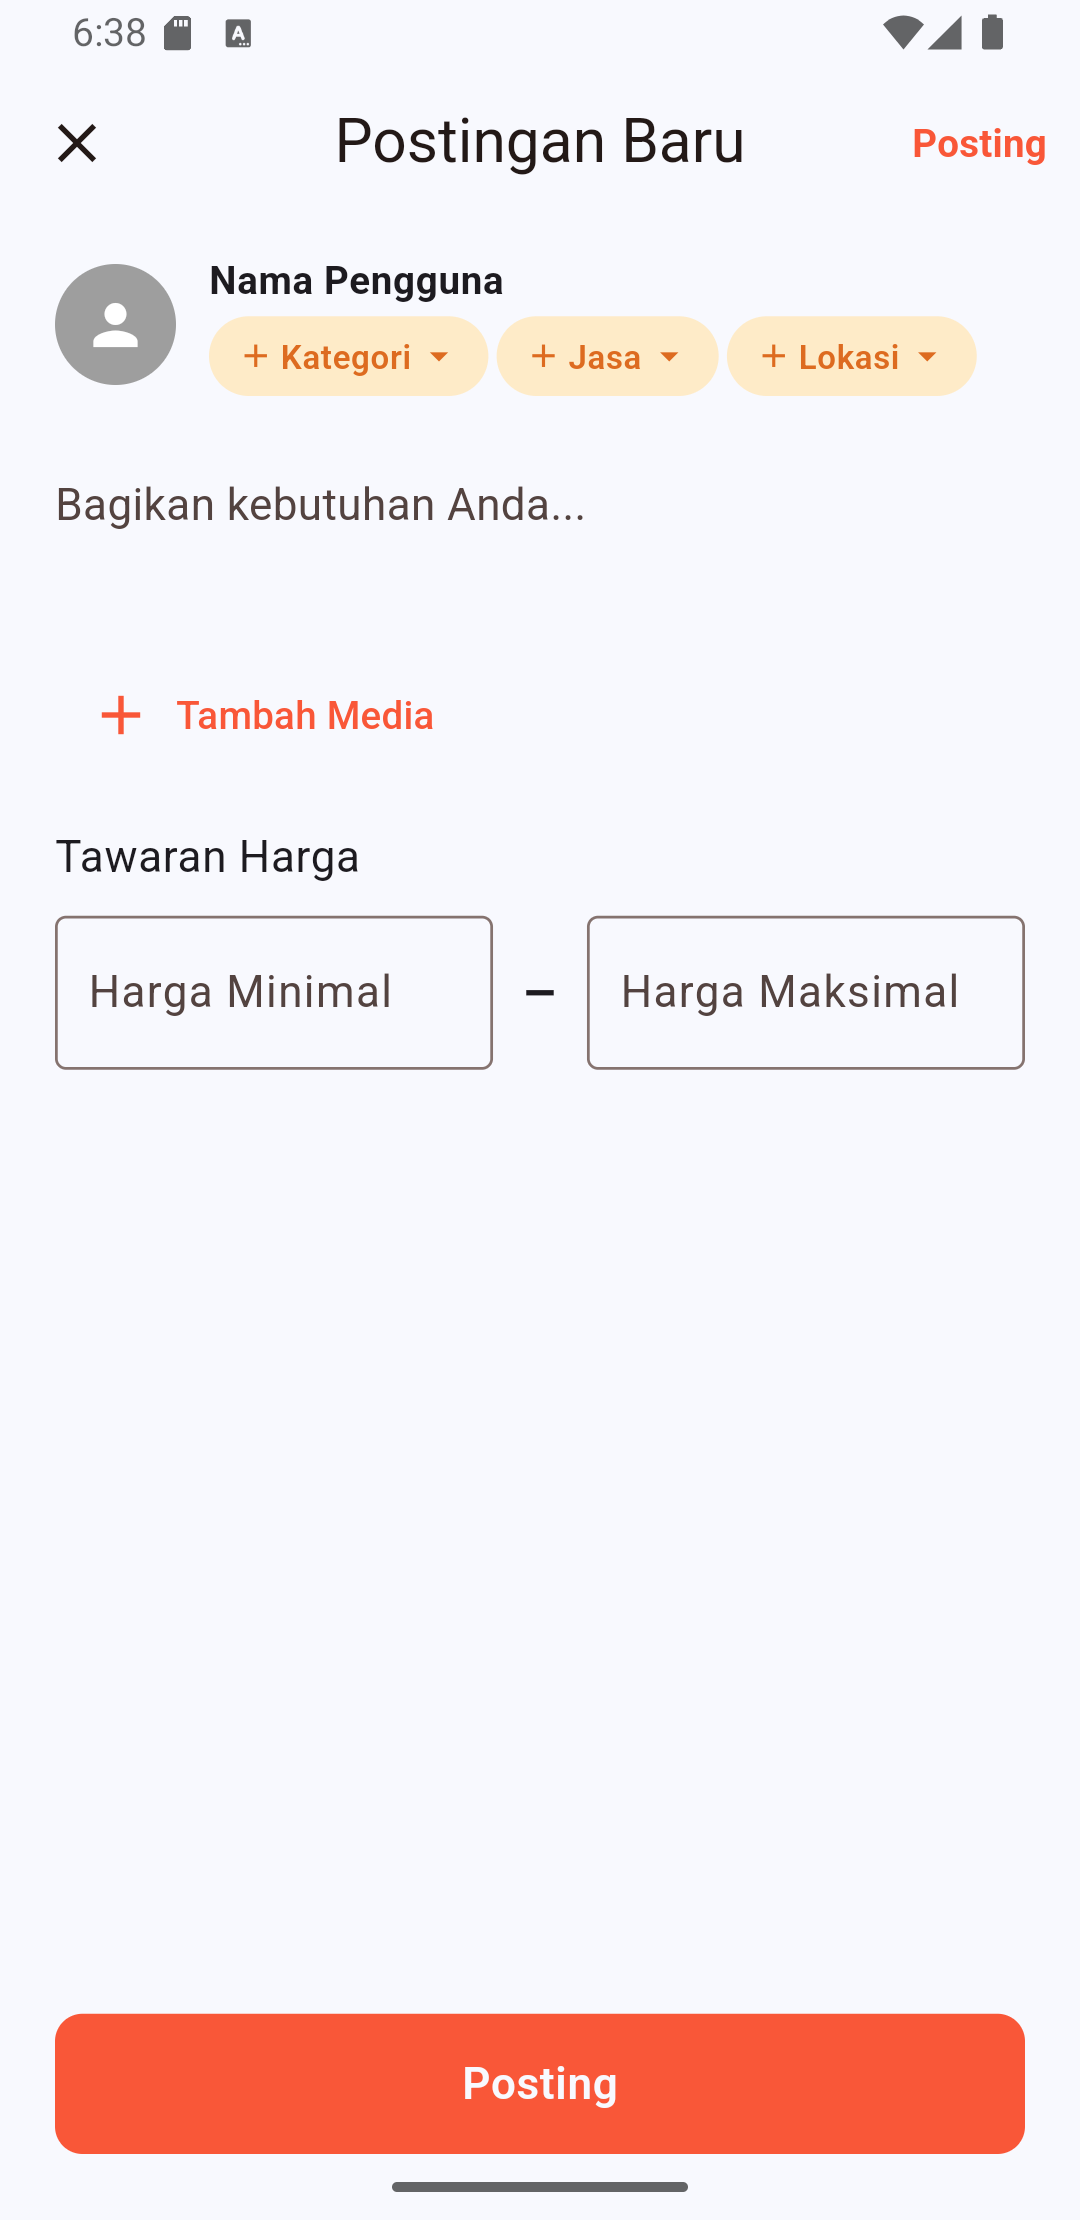 6:38
Postingan Baru
Posting
Nama Pengguna
+ Kategori
+ Jasa
+ Lokasi
Bagikan kebutuhan Anda...
+ Tambah Media
Tawaran Harga
Harga Minimal – Harga Maksimal
Posting